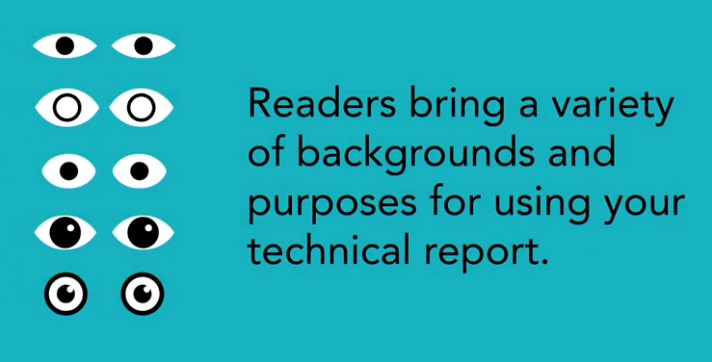 Readers bring a variety
of backgrounds and
purposes for using your
technical report.